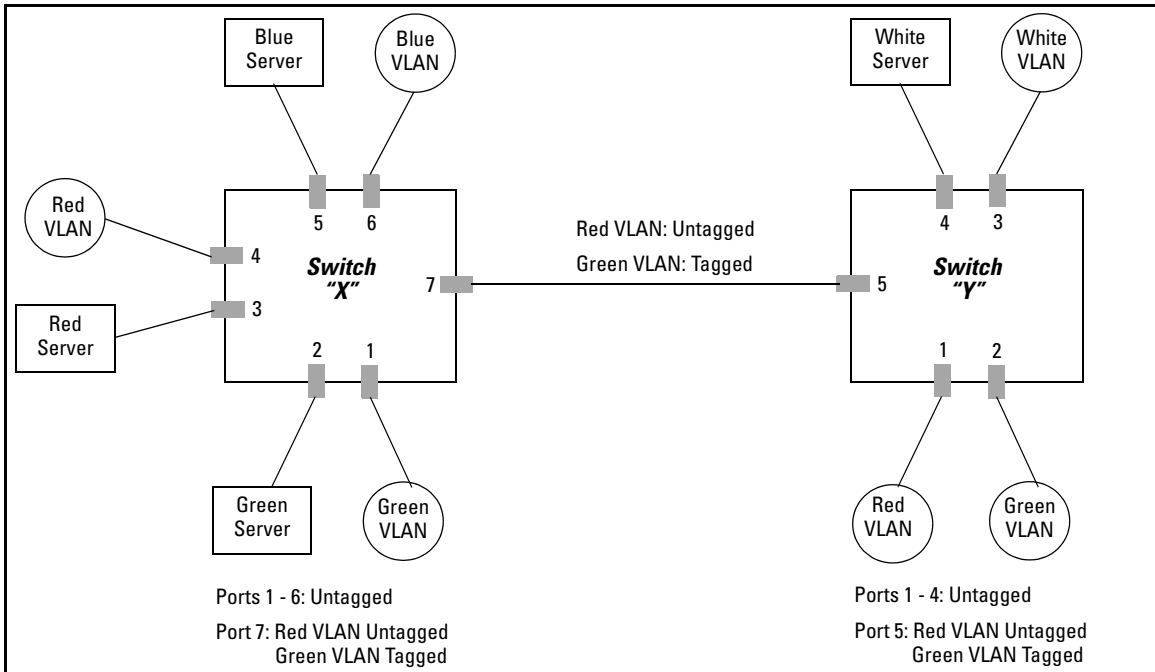 Blue
Server
Blue
VLAN
White
Server
White
VLAN
Red
VLAN
5
6
4
3
4
Switch
"X"
7
Red VLAN: Untagged
Green VLAN: Tagged
5
Switch
"Y"
3
Red
Server
2
1
1
2
Green
Server
Green
VLAN
Red
VLAN
Green
VLAN
Ports 1 - 6: Untagged
Port 7: Red VLAN Untagged
Green VLAN Tagged
Ports 1 - 4: Untagged
Port 5: Red VLAN Untagged
Green VLAN Tagged